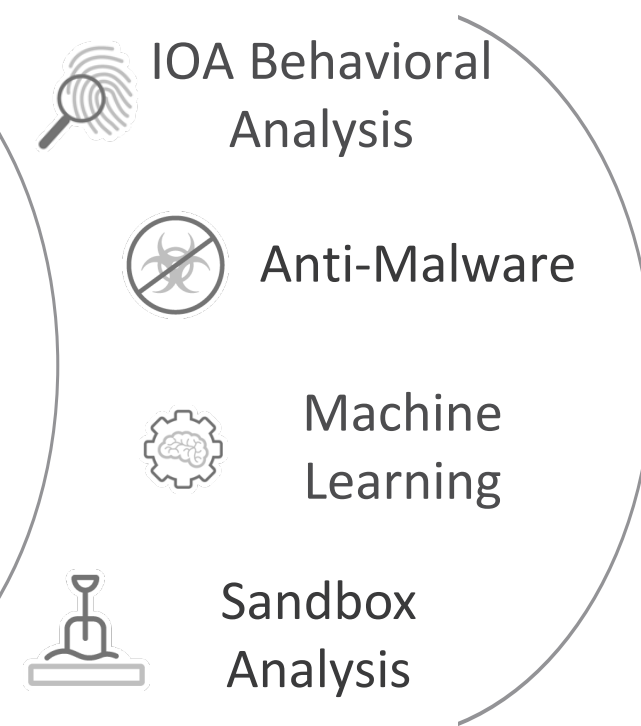 IOA Behavioral
Analysis
Anti-Malware
Machine
Learning
Sandbox
Analysis